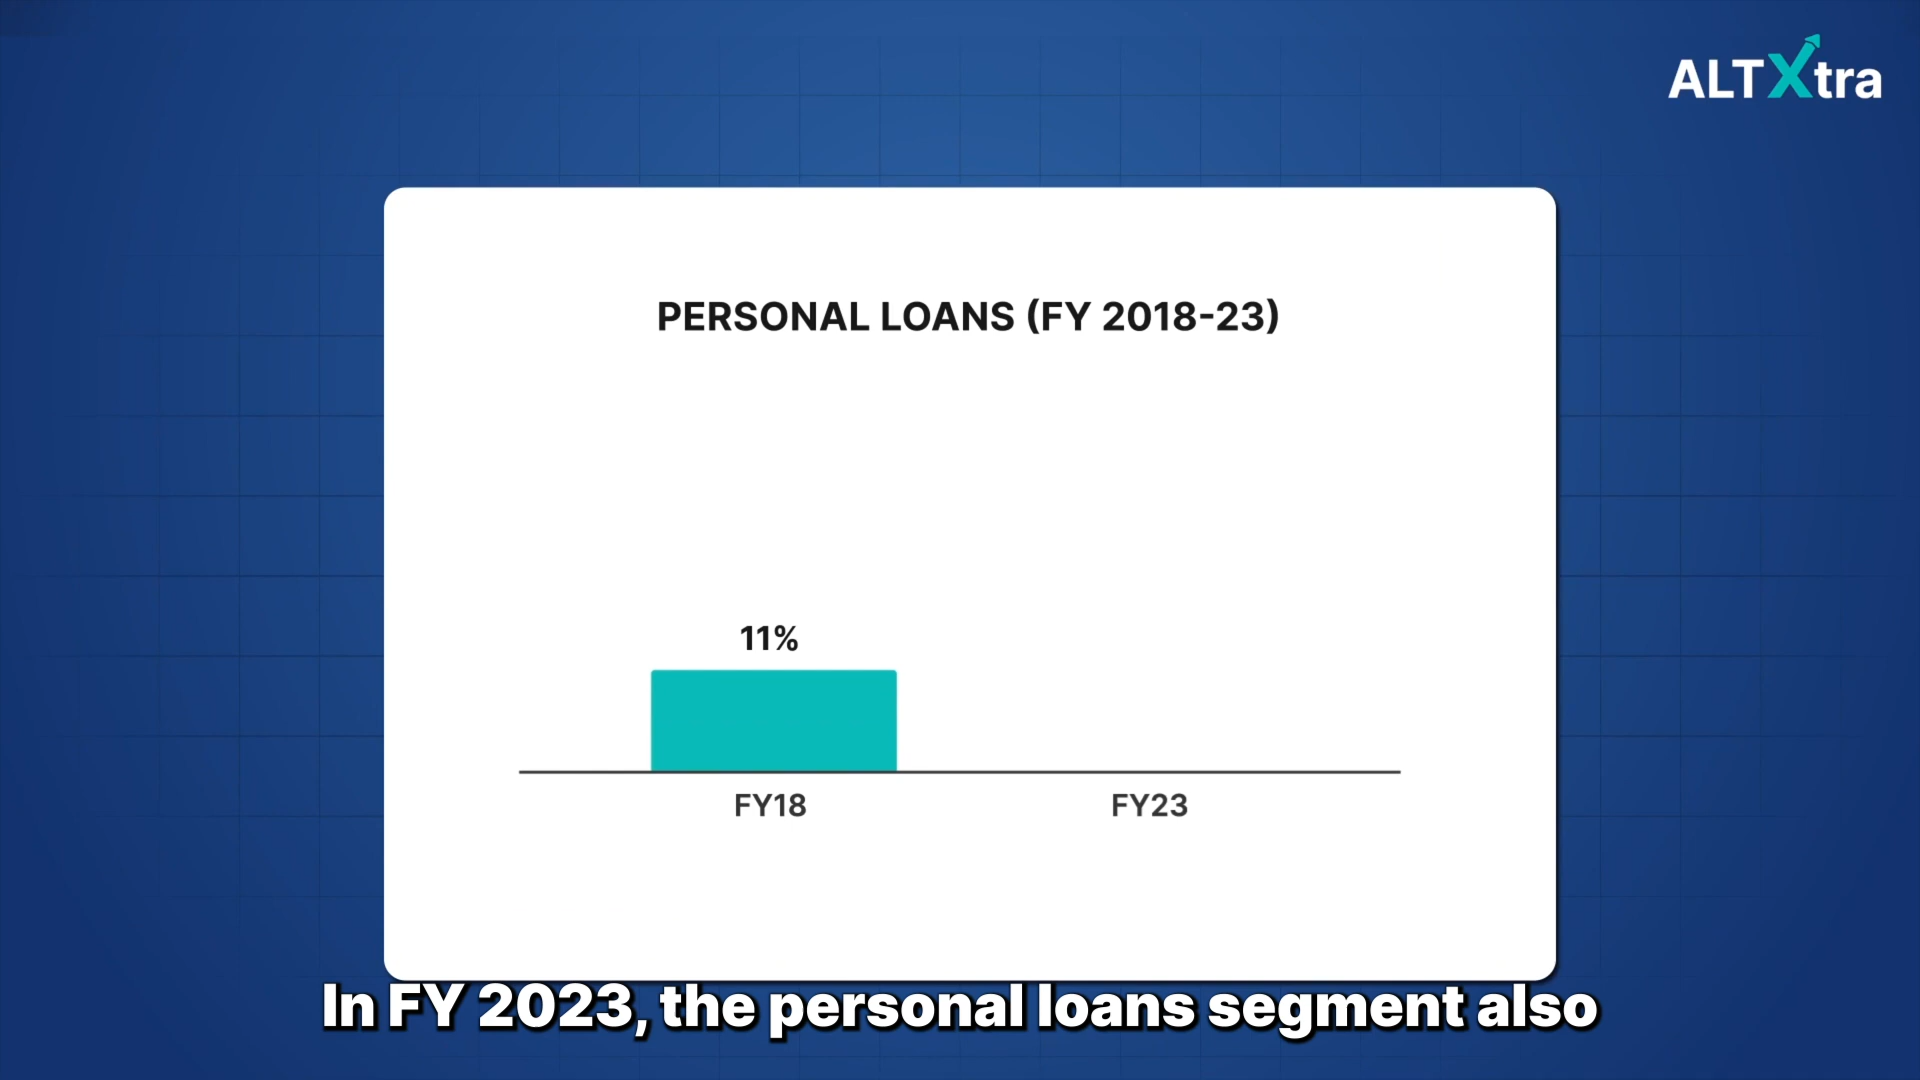 ALTXtra
PERSONAL LOANS (FY 2018-23)
11%
FY18
FY23
In FY 2023, the personal loans segment also